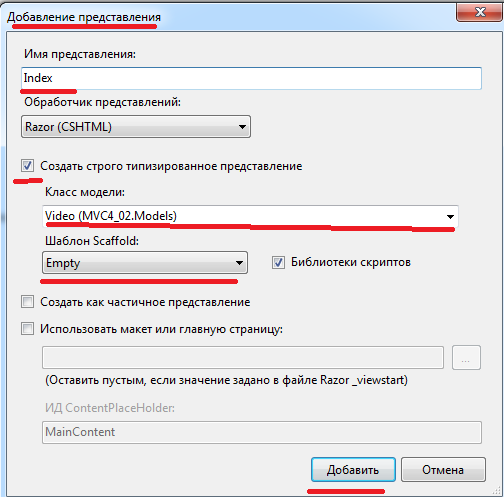 Добавление представления
Имя представления:
Index
Обработчик представлений:
Razor (CSHTML)
Создать строго типизированное представление
Класс модели:
Video (MVC4_02.Models)
Шаблон Scaffold:
Empty
Библиотеки скриптов
Создать как частичное представление
Использовать макет или главную страницу:
...
(Оставить пустым, если значение задано в файле Razor _viewstart)
ИД ContentPlaceHolder:
MainContent
Добавить
Отмена